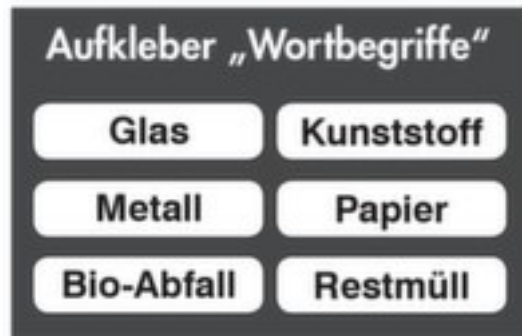 Aufkleber „Wortbegriffe“
Glas Kunststoff
Metall Papier
Bio-Abfall Restmüll